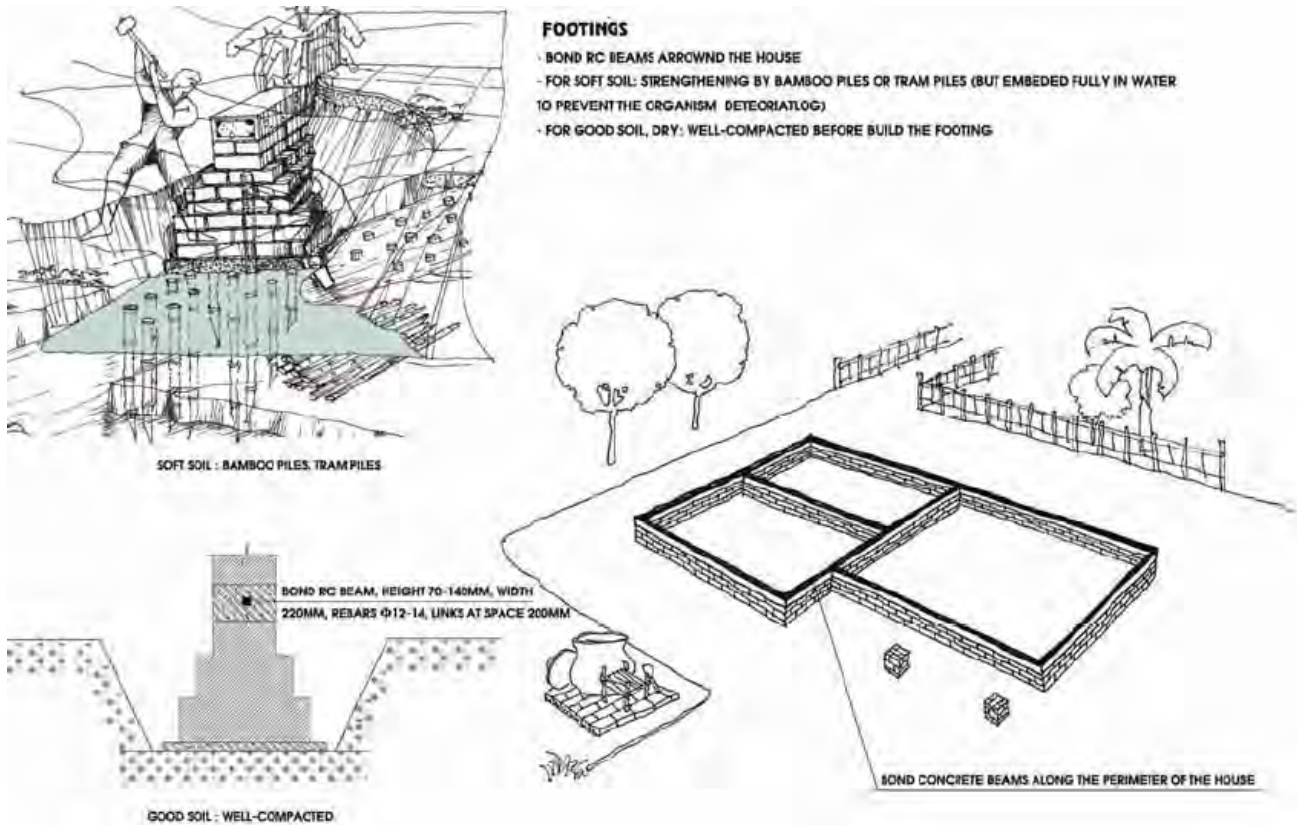 FOOTINGS
- BOND RC BEAMS ARROWND THE HOUSE
- FOR SOFT SOIL: STRENGTHENING BY BAMBOO PILES OR TRAM PILES (BUT EMBEDED FULLY IN WATER
TO PREVENT THE ORGANISM DETEORIATLOG)
- FOR GOOD SOIL, DRY: WELL-COMPACTED BEFORE BUILD THE FOOTING
SOFT SOIL : BAMBOO PILES, TRAM PILES
BOND RC BEAM, HEIGHT 70-140MM, WIDTH
220MM, REBARS Φ12-14, LINKS AT SPACE 200MM
GOOD SOIL : WELL-COMPACTED
BOND CONCRETE BEAMS ALONG THE PERIMETER OF THE HOUSE